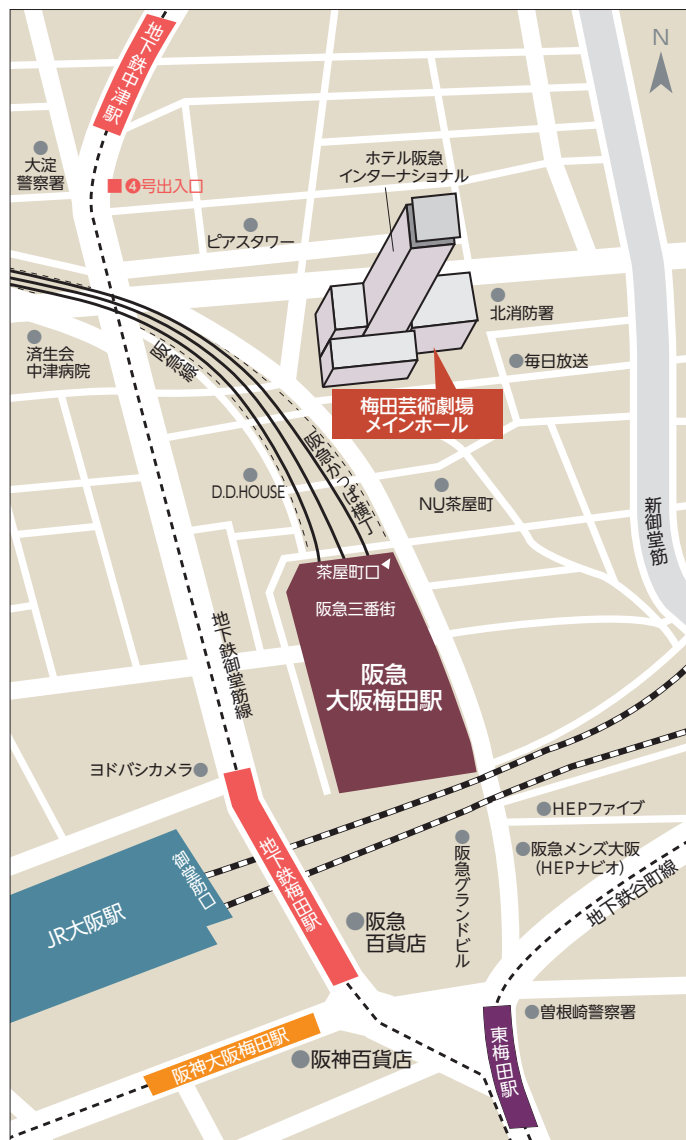 N
地下鉄中津駅
大淀
警察署
❹号出入口
ホテル阪急
インターナショナル
ピアスタワー
北消防署
済生会
中津病院
阪急線
毎日放送
梅田芸術劇場
メインホール
阪急かっぱ横丁
D.D.HOUSE
NU茶屋町
新御堂筋
茶屋町口
阪急三番街
地下鉄御堂筋線
阪急
大阪梅田駅
ヨドバシカメラ
HEPファイブ
御堂筋口
地下鉄梅田駅
阪急グランドビル
阪急メンズ大阪
(HEPナビオ)
地下鉄谷町線
JR大阪駅
阪急
百貨店
曽根崎警察署
阪神大阪梅田駅
阪神百貨店
東梅田駅